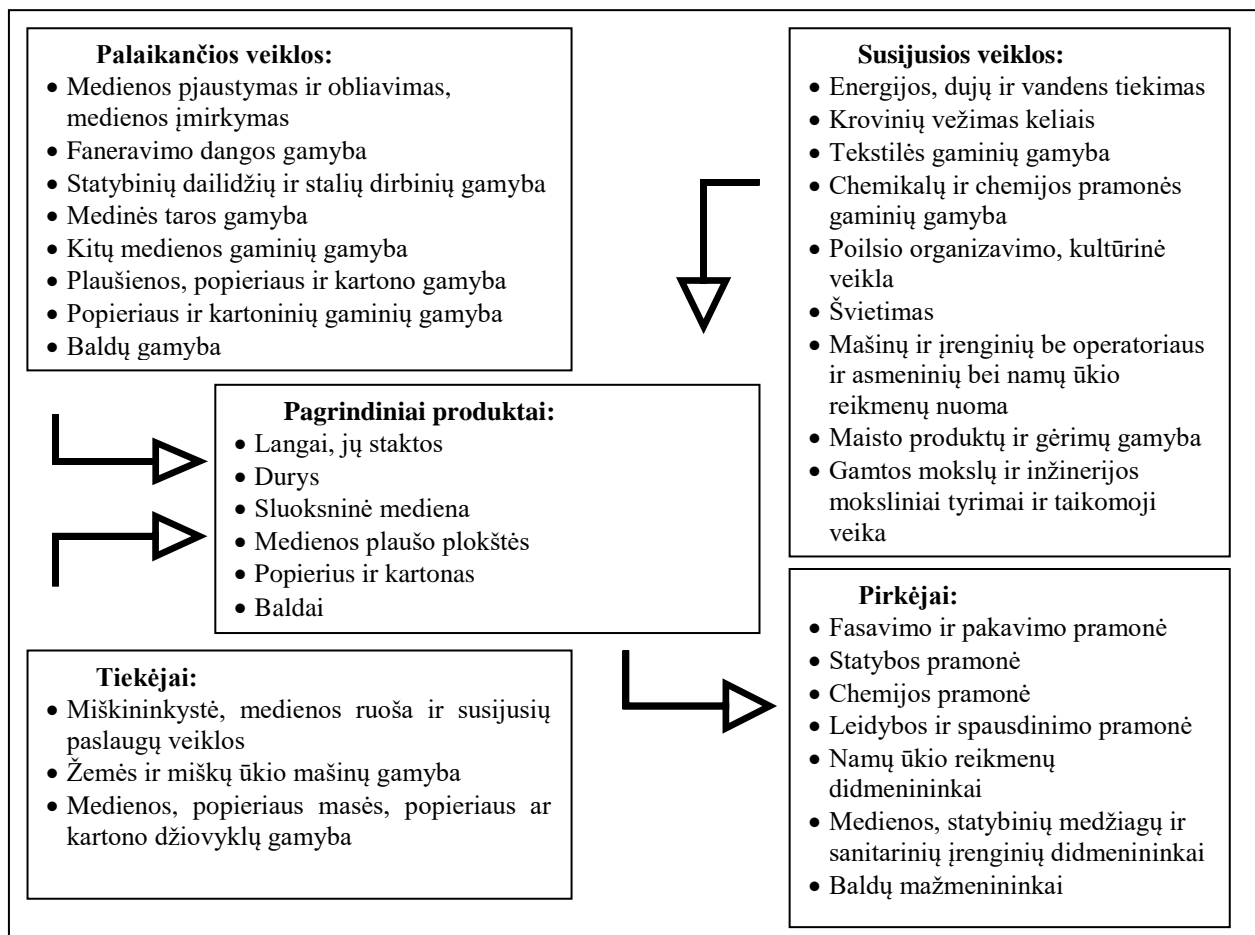 Palaikančios veiklos:
• Medienos pjaustymas ir obliavimas,
medienos įmirkymas
• Faneravimo dangos gamyba
• Statybinių dailidžių ir stalių dirbinių gamyba
• Medinės taros gamyba
• Kitų medienos gaminių gamyba
• Plaušienos, popieriaus ir kartono gamyba
• Popieriaus ir kartoninių gaminių gamyba
• Baldų gamyba
Susijusios veiklos:
• Energijos, dujų ir vandens tiekimas
• Krovinių vežimas keliais
• Tekstilės gaminių gamyba
• Chemikalų ir chemijos pramonės
gaminių gamyba
• Poilsio organizavimo, kultūrinė
veikla
• Švietimas
• Mašinų ir įrenginių be operatoriaus
ir asmeninių bei namų ūkio
reikmenų nuoma
• Maisto produktų ir gėrimų gamyba
• Gamtos mokslų ir inžinerijos
moksliniai tyrimai ir taikomoji
veika
Pagrindiniai produktai:
• Langai, jų staktos
• Durys
• Sluoksninė mediena
• Medienos plaušo plokštės
• Popierius ir kartonas
• Baldai
Tiekėjai:
• Miškininkystė, medienos ruoša ir susijusių
paslaugų veiklos
• Žemės ir miškų ūkio mašinų gamyba
• Medienos, popieriaus masės, popieriaus ar
kartono džiovyklų gamyba
Pirkėjai:
• Fasavimo ir pakavimo pramonė
• Statybos pramonė
• Chemijos pramonė
• Leidybos ir spausdinimo pramonė
• Namų ūkio reikmenų
didmenininkai
• Medienos, statybinių medžiagų ir
sanitarinių įrenginių didmenininkai
• Baldų mažmenininkai